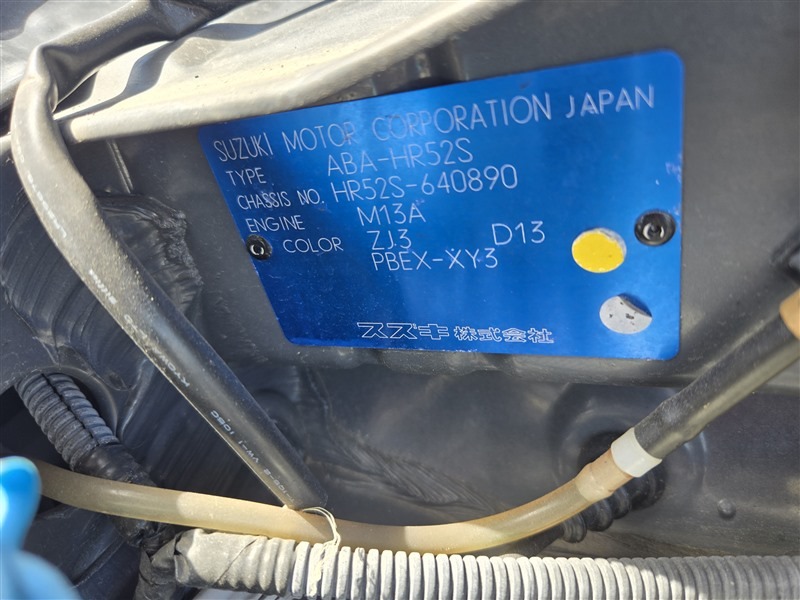 SUZUKI MOTOR CORPORATION JAPAN
TYPE ABA-HR52S
CHASSIS NO. HR52S-640890
ENGINE M13A
COLOR ZJ3 D13
PBEX-XY3
スズキ株式会社